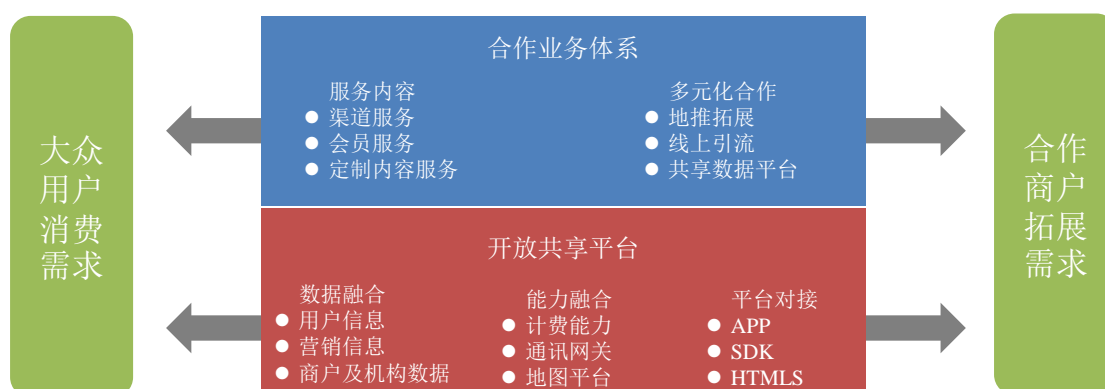 大众
用户
消费
需求
合作业务体系
服务内容
● 渠道服务
● 会员服务
● 定制内容服务
多元化合作
● 地推拓展
● 线上引流
● 共享数据平台
开放共享平台
数据融合
● 用户信息
● 营销信息
● 商户及机构数据
能力融合
● 计费能力
● 通讯网关
● 地图平台
平台对接
● APP
● SDK
● HTMLS
合作
商户
拓展
需求